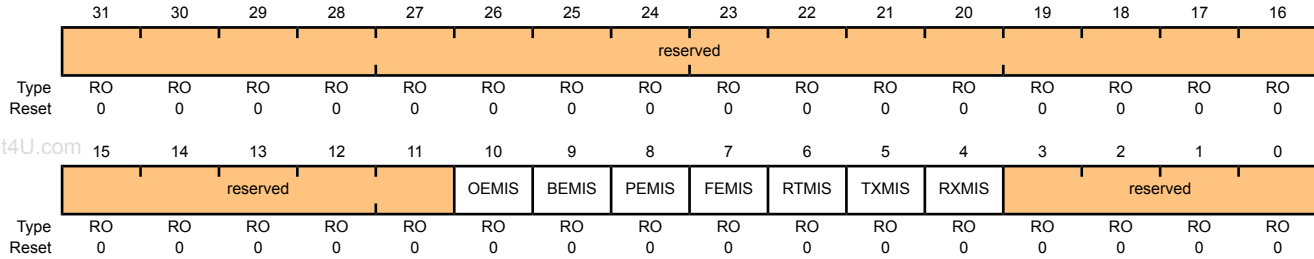 31 30 29 28 27 26 25 24 23 22 21 20 19 18 17 16
reserved
Type RO RO RO RO RO RO RO RO RO RO RO RO RO RO RO RO
Reset 0 0 0 0 0 0 0 0 0 0 0 0 0 0 0 0
et4U.com 15 14 13 12 11 10 9 8 7 6 5 4 3 2 1 0
reserved OEMIS BEMIS PEMIS FEMIS RTMIS TXMIS RXMIS reserved
Type RO RO RO RO RO RO RO RO RO RO RO RO RO RO RO RO
Reset 0 0 0 0 0 0 0 0 0 0 0 0 0 0 0 0